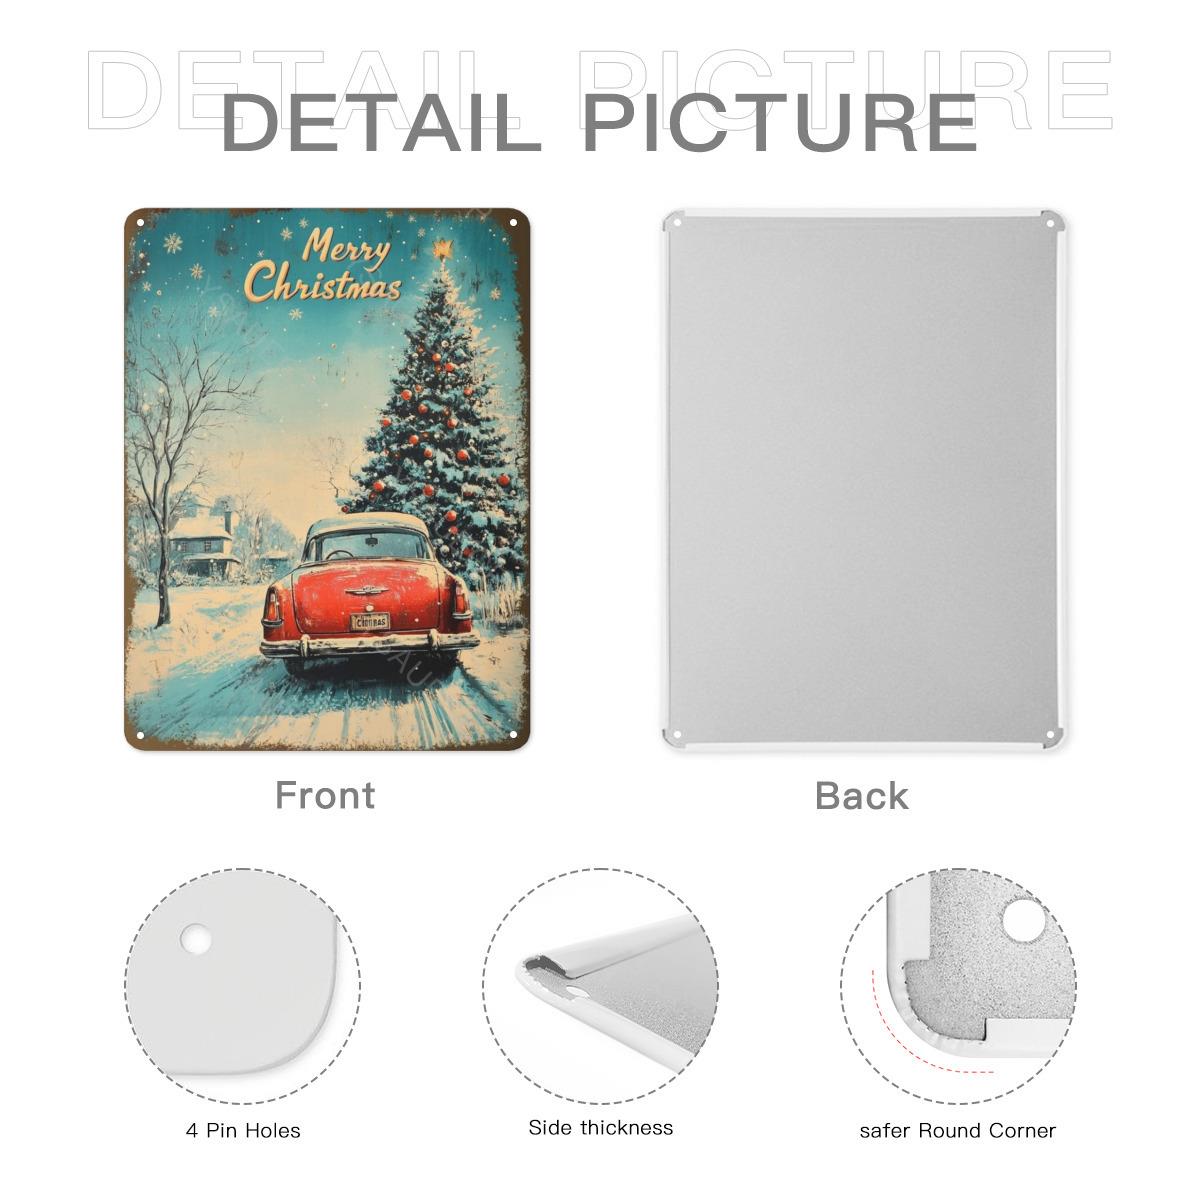 DETAIL PICTURE
DETAIL PICTURE
Merry
Christmas
Front
Back
4 Pin Holes
Side thickness
safer Round Corner